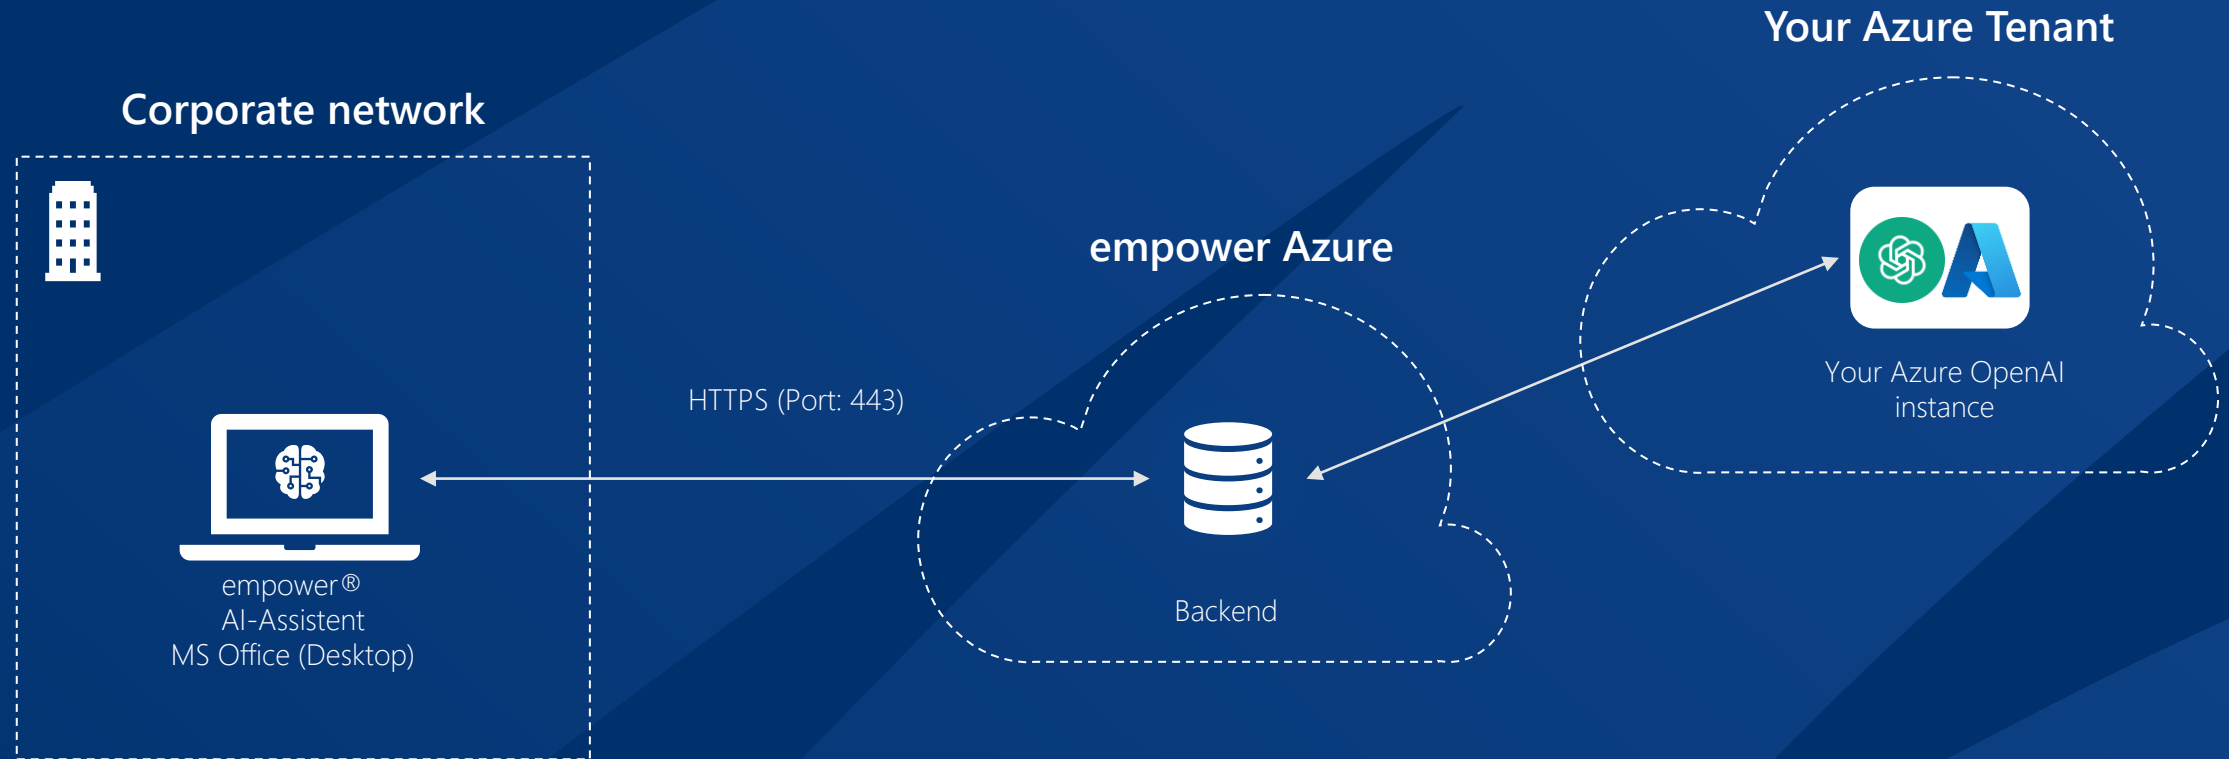 Your Azure Tenant
Corporate network
empower Azure
HTTPS (Port: 443)
Your Azure OpenAI
instance
empower®
AI-Assistent
MS Office (Desktop)
Backend